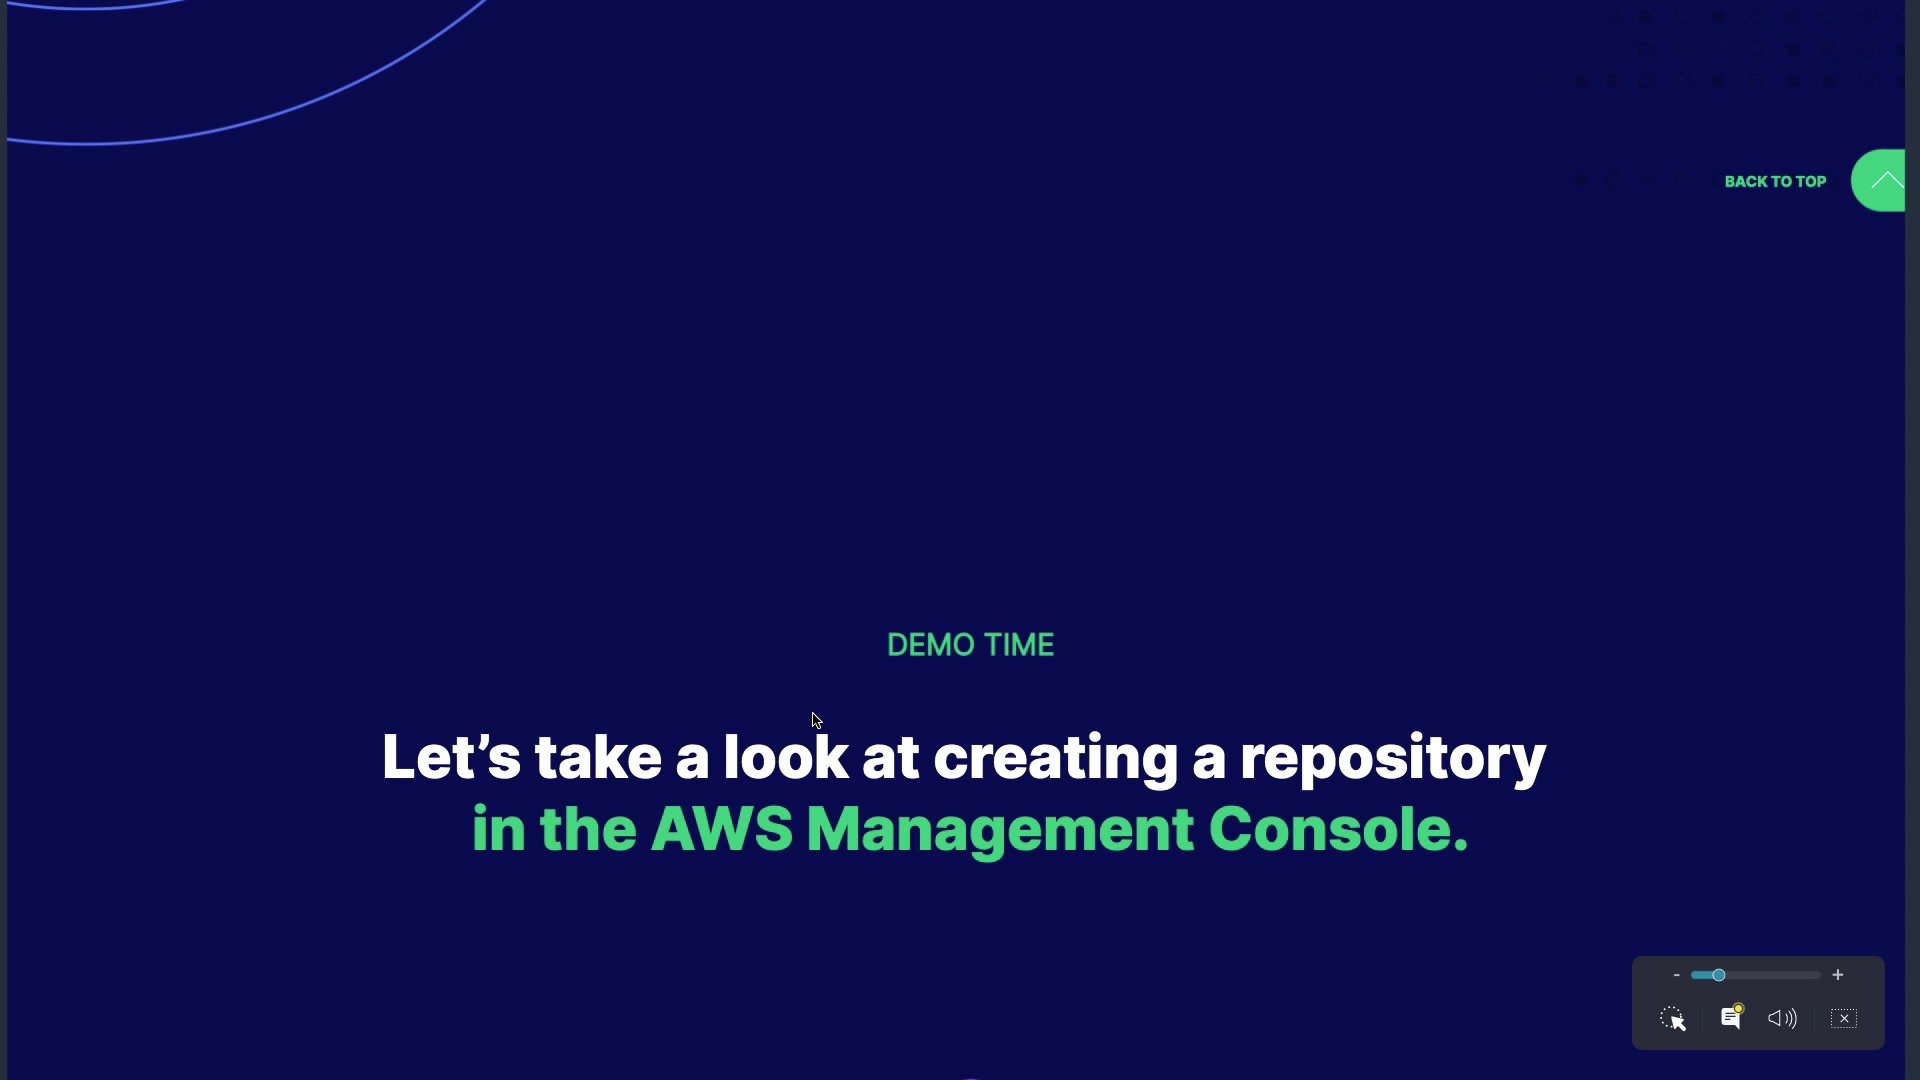 BACK TO TOP
DEMO TIME
Let’s take a look at creating a repository
in the AWS Management Console.
- +